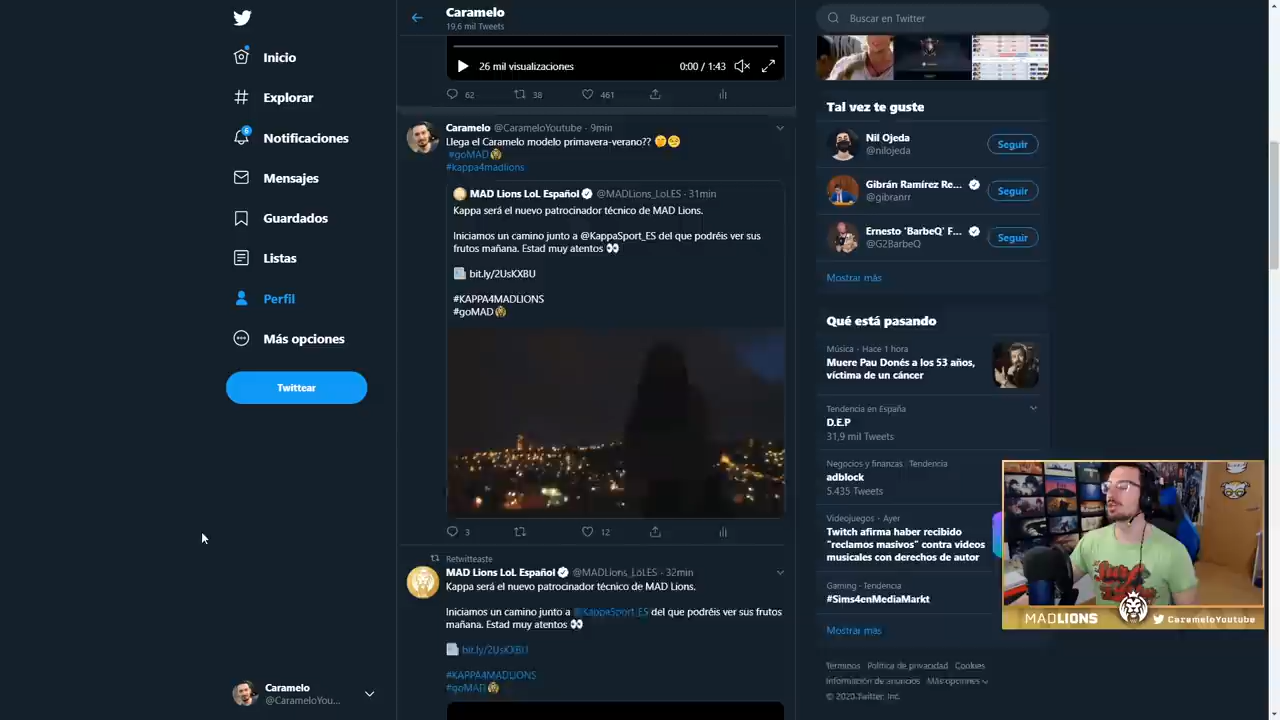 Inicio
Explorar
6
Notificaciones
Mensajes
Guardados
Listas
Perfil
Más opciones
Twittear
Caramelo
@CarameloYou...
Caramelo
19,6 mil Tweets
26 mil visualizaciones
0:00 / 1:43
62 38 461
Caramelo @CarameloYoutube · 9min
Llega el Caramelo modelo primavera-verano??
#goMAD
#kappa4madlions
MAD Lions LoL Español @MADLions_LoLES · 31min
Kappa será el nuevo patrocinador técnico de MAD Lions.
Iniciamos un camino junto a @KappaSport_ES del que podréis ver sus
frutos mañana. Estad muy atentos
bit.ly/2UsKXBU
#KAPPA4MADLIONS
#goMAD
3 12
Retwitteaste
MAD Lions LoL Español @MADLions_LoLES · 32min
Kappa será el nuevo patrocinador técnico de MAD Lions.
Iniciamos un camino junto a @KappaSport_ES del que podréis ver sus frutos
mañana. Estad muy atentos
bit.ly/2UsKXBU
#KAPPA4MADLIONS
#goMAD
Buscar en Twitter
Tal vez te guste
Nil Ojeda
@nilojeda
Seguir
Gibrán Ramírez Re...
@gibranrr
Seguir
Ernesto 'BarbeQ' F...
@G2BarbeQ
Seguir
Mostrar más
Qué está pasando
Música · Hace 1 hora
Muere Pau Donés a los 53 años,
víctima de un cáncer
Tendencia en España
D.E.P
31,9 mil Tweets
Negocios y finanzas · Tendencia
adblock
5.435 Tweets
Videojuegos · Ayer
Twitch afirma haber recibido
"reclamos masivos" contra videos
musicales con derechos de autor
Gaming · Tendencia
#Sims4enMediaMarkt
Mostrar más
Términos Política de privacidad Cookies
Información de anuncios Más opciones
© 2020 Twitter, Inc.
MADLIONS
CarameloYoutube